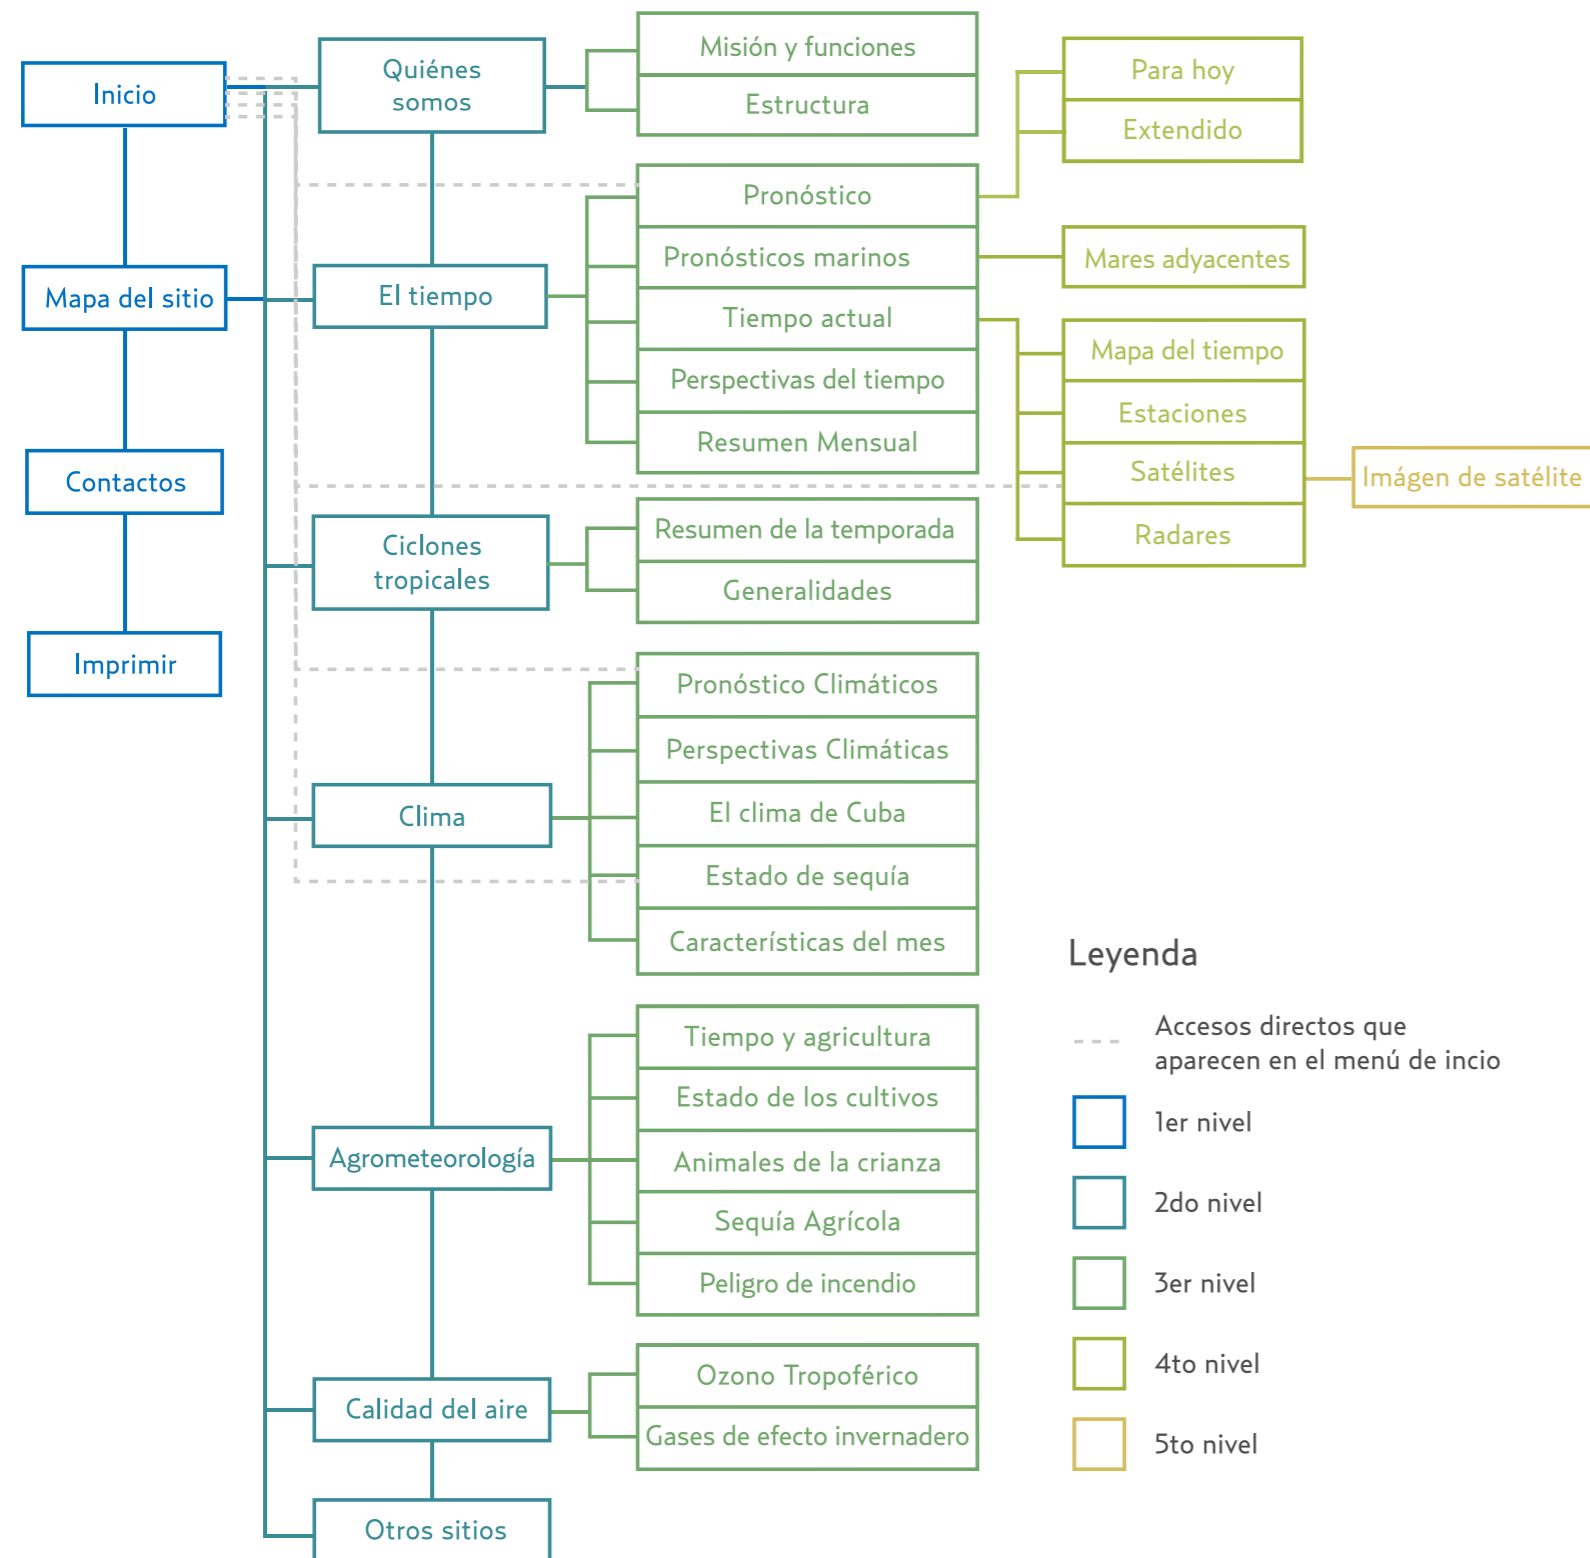 Inicio
Mapa del sitio
Contactos
Imprimir
Quiénes
somos
El tiempo
Ciclones
tropicales
Clima
Agrometeorología
Calidad del aire
Otros sitios
Misión y funciones
Estructura
Pronóstico
Pronósticos marinos
Tiempo actual
Perspectivas del tiempo
Resumen Mensual
Resumen de la temporada
Generalidades
Pronóstico Climáticos
Perspectivas Climáticas
El clima de Cuba
Estado de sequía
Características del mes
Tiempo y agricultura
Estado de los cultivos
Animales de la crianza
Sequía Agrícola
Peligro de incendio
Ozono Tropoférico
Gases de efecto invernadero
Para hoy
Extendido
Mares adyacentes
Mapa del tiempo
Estaciones
Satélites
Radares
Imágen de satélite
Leyenda
Accesos directos que
aparecen en el menú de incio
1er nivel
2do nivel
3er nivel
4to nivel
5to nivel